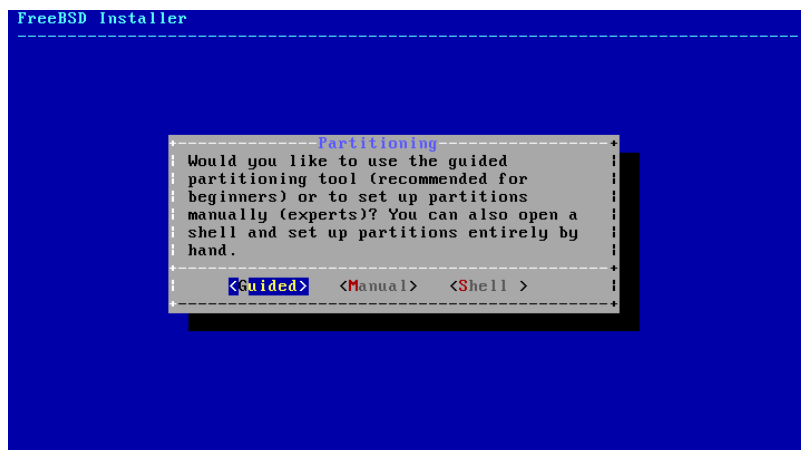 FreeBSD Installer
Partitioning
Would you like to use the guided
partitioning tool (recommended for
beginners) or to set up partitions
manually (experts)? You can also open a
shell and set up partitions entirely by
hand.
<Guided> <Manual> <Shell >